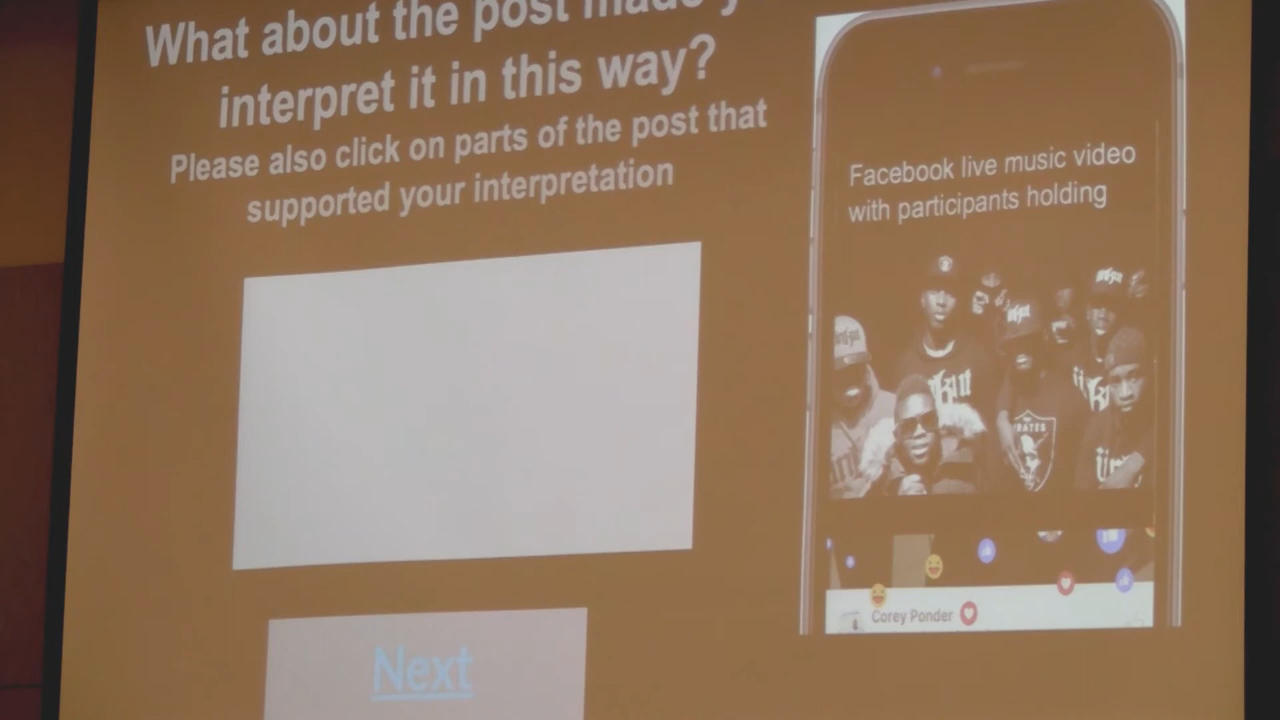 What about the post made y
interpret it in this way?
Please also click on parts of the post that
supported your interpretation
Facebook live music video
with participants holding
Corey Ponder
Next